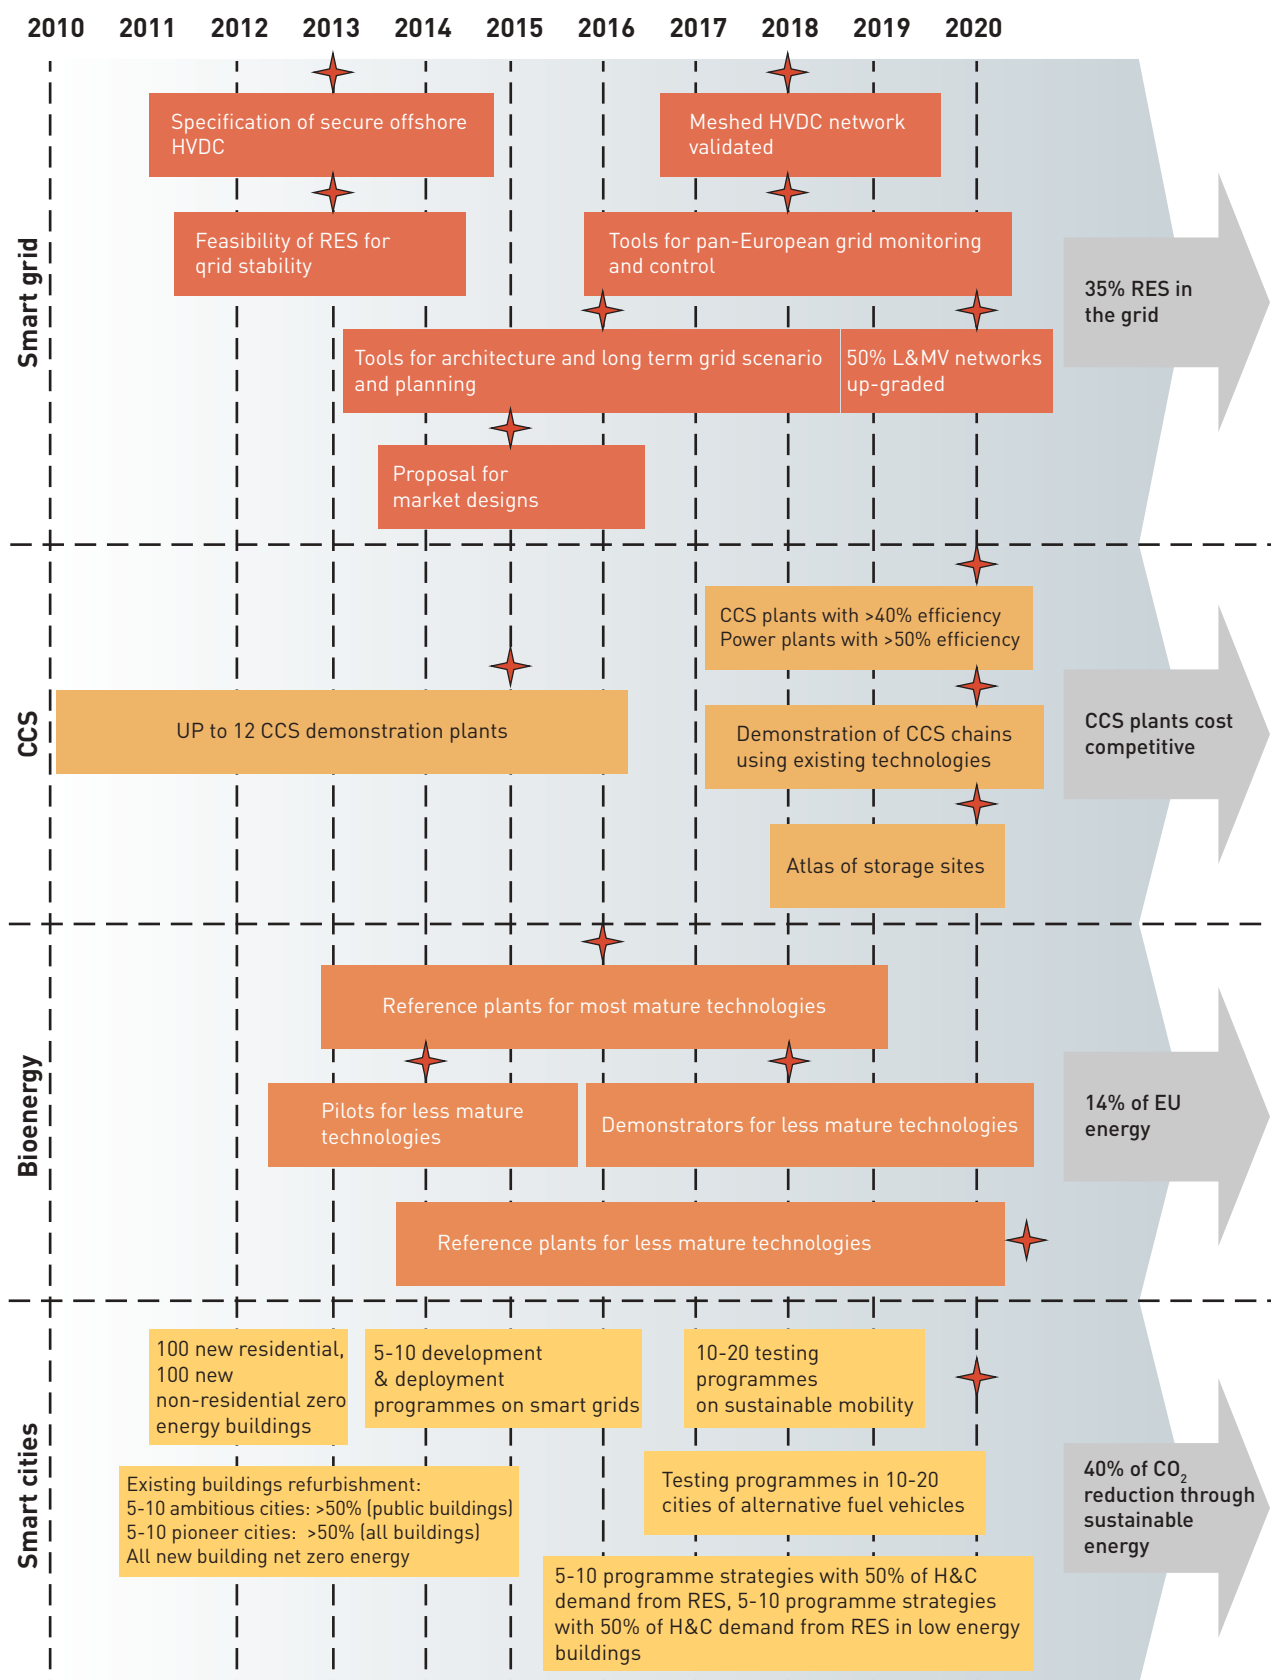 2010 2011 2012 2013 2014 2015 2016 2017 2018 2019 2020
Smart grid
Specification of secure offshore
HVDC
Meshed HVDC network
validated
Feasibility of RES for
qrid stability
Tools for pan-European grid monitoring
and control
Tools for architecture and long term grid scenario
and planning
50% L&MV networks
up-graded
Proposal for
market designs
35% RES in
the grid
CCS
CCS plants with >40% efficiency
Power plants with >50% efficiency
UP to 12 CCS demonstration plants
Demonstration of CCS chains
using existing technologies
Atlas of storage sites
CCS plants cost
competitive
Bioenergy
Reference plants for most mature technologies
Pilots for less mature
technologies
Demonstrators for less mature technologies
Reference plants for less mature technologies
14% of EU
energy
Smart cities
100 new residential,
100 new
non-residential zero
energy buildings
5-10 development
& deployment
programmes on smart grids
10-20 testing
programmes
on sustainable mobility
Existing buildings refurbishment:
5-10 ambitious cities: >50% (public buildings)
5-10 pioneer cities: >50% (all buildings)
All new building net zero energy
Testing programmes in 10-20
cities of alternative fuel vehicles
5-10 programme strategies with 50% of H&C
demand from RES, 5-10 programme strategies
with 50% of H&C demand from RES in low energy
buildings
40% of CO2
reduction through
sustainable
energy